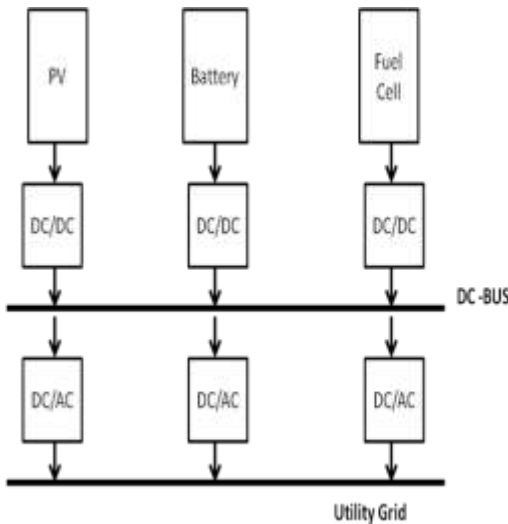 PV
Battery
Fuel
Cell
DC/DC
DC/DC
DC/DC
DC -BUS
DC/AC
DC/AC
DC/AC
Utility Grid